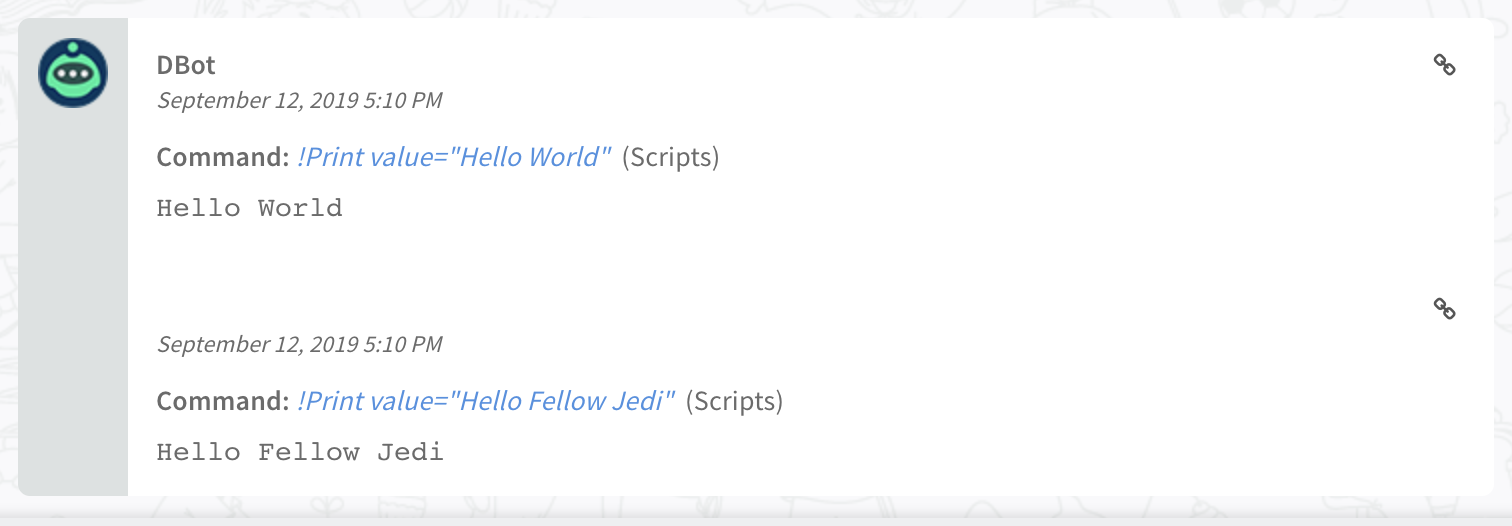 DBot
September 12, 2019 5:10 PM
Command: !Print value="Hello World" (Scripts)
Hello World
September 12, 2019 5:10 PM
Command: !Print value="Hello Fellow Jedi" (Scripts)
Hello Fellow Jedi